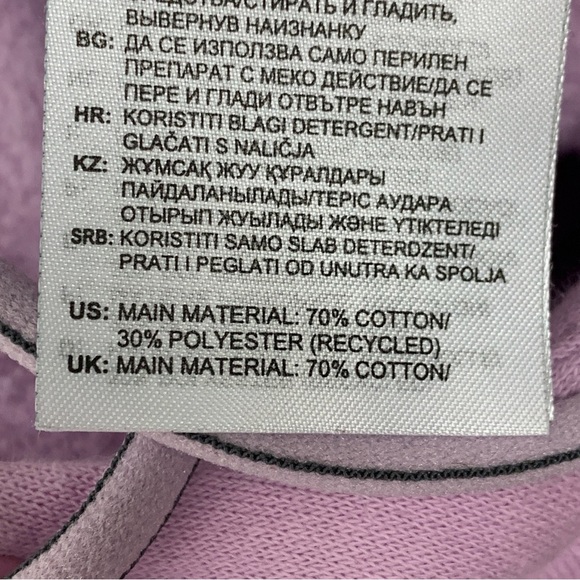 СТИРАТЬ И ГЛАДИТЬ,
ВЫВЕРНУВ НАИЗНАНКУ
BG: ДА СЕ ИЗПОЛЗВА САМО ПЕРИЛЕН
ПРЕПАРАТ С МЕКО ДЕЙСТВИЕ/ДА СЕ
ПЕРЕ И ГЛАДИ ОТВЪТРЕ НАВЪН
HR: KORISTITI BLAGI DETERGENT/PRATI I
GLAČATI S NALIČJA
KZ: ЖҰМСАҚ ЖУУ ҚҰРАЛДАРЫ
ПАЙДАЛАНЫЛАДЫ/ТЕРІС АУДАРА
ОТЫРЫП ЖУЫЛАДЫ ЖӘНЕ ҮТІКТЕЛЕДІ
SRB: KORISTITI SAMO SLAB DETERDZENT/
PRATI I PEGLATI OD UNUTRA KA SPOLJA
US: MAIN MATERIAL: 70% COTTON/
30% POLYESTER (RECYCLED)
UK: MAIN MATERIAL: 70% COTTON/